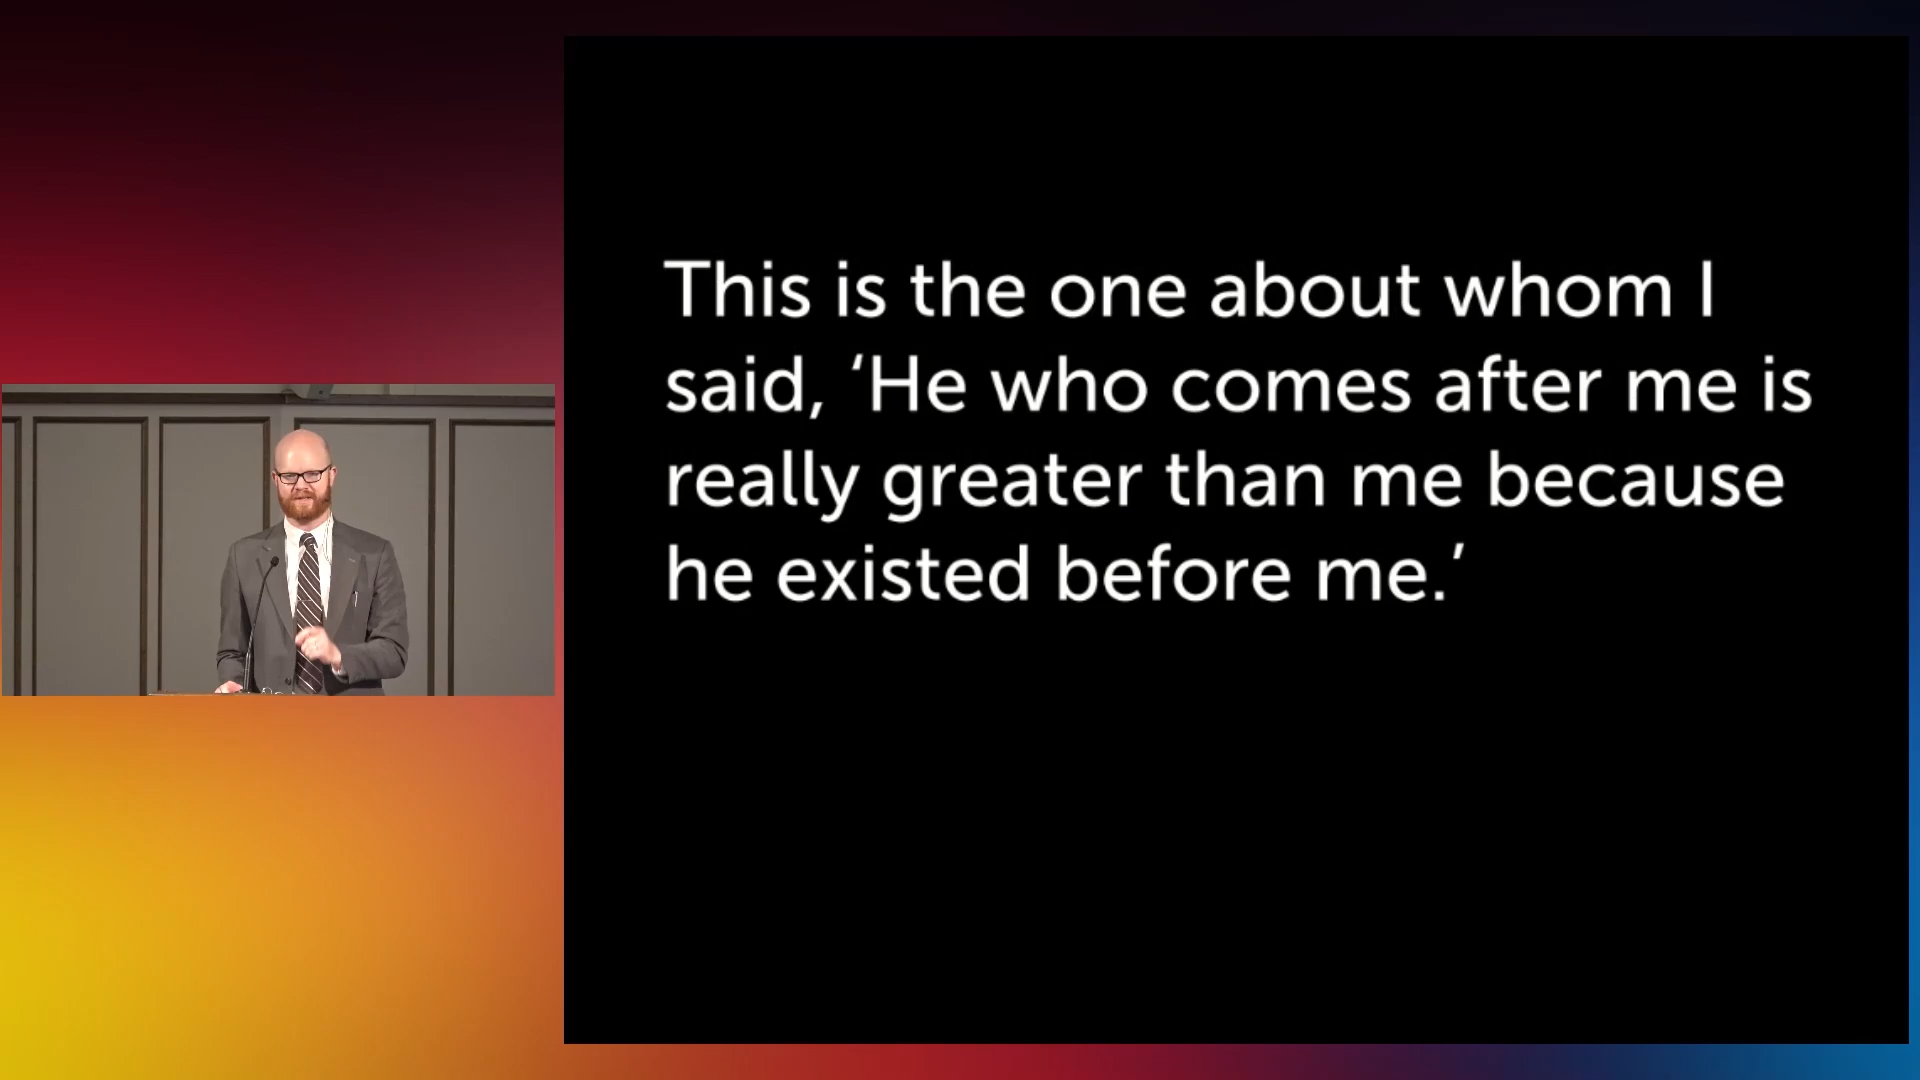 This is the one about whom I
said, ‘He who comes after me is
really greater than me because
he existed before me.’